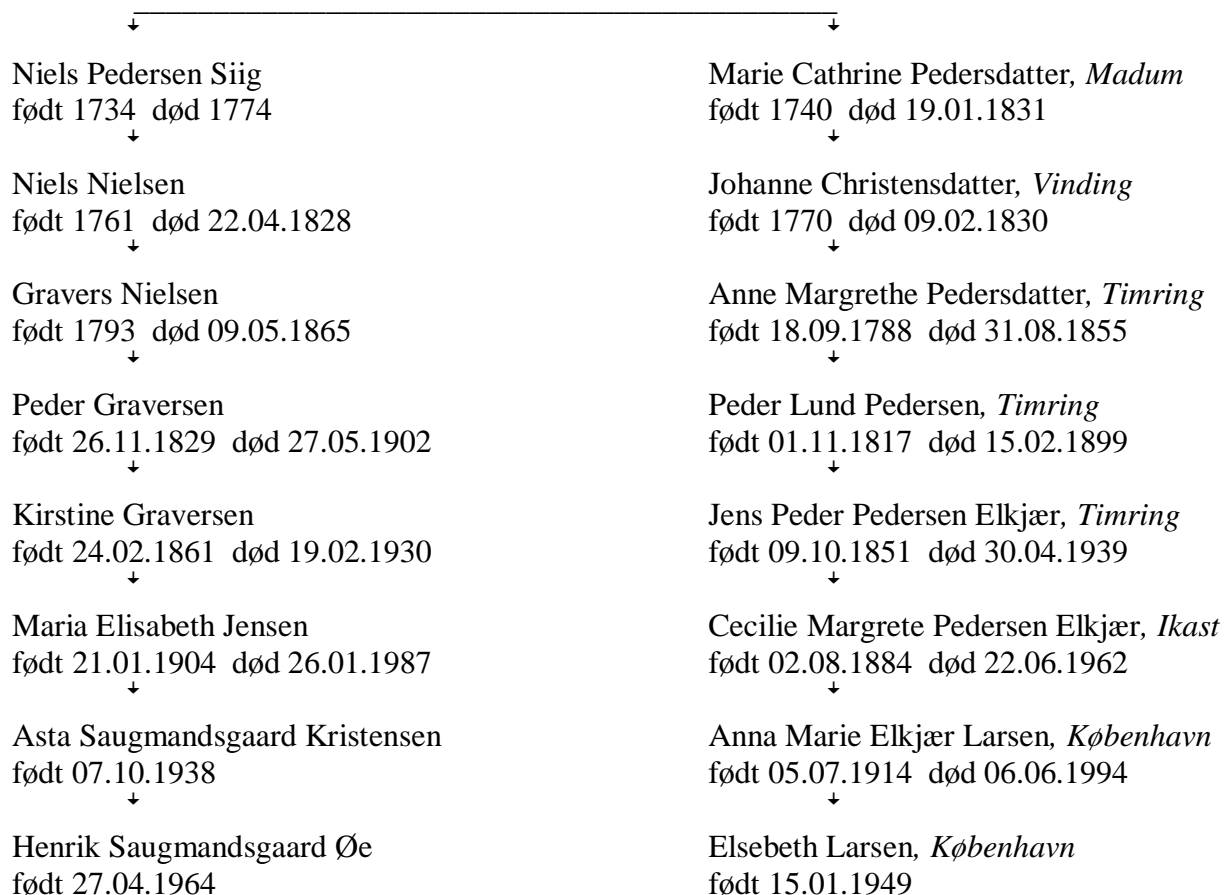 Niels Pedersen Siig
født 1734 død 1774
Marie Cathrine Pedersdatter, Madum
født 1740 død 19.01.1831
Niels Nielsen
født 1761 død 22.04.1828
Johanne Christensdatter, Vinding
født 1770 død 09.02.1830
Gravers Nielsen
født 1793 død 09.05.1865
Anne Margrethe Pedersdatter, Timring
født 18.09.1788 død 31.08.1855
Peder Graversen
født 26.11.1829 død 27.05.1902
Peder Lund Pedersen, Timring
født 01.11.1817 død 15.02.1899
Kirstine Graversen
født 24.02.1861 død 19.02.1930
Jens Peder Pedersen Elkjær, Timring
født 09.10.1851 død 30.04.1939
Maria Elisabeth Jensen
født 21.01.1904 død 26.01.1987
Cecilie Margrete Pedersen Elkjær, Ikast
født 02.08.1884 død 22.06.1962
Asta Saugmandsgaard Kristensen
født 07.10.1938
Anna Marie Elkjær Larsen, København
født 05.07.1914 død 06.06.1994
Henrik Saugmandsgaard Øe
født 27.04.1964
Elsebeth Larsen, København
født 15.01.1949